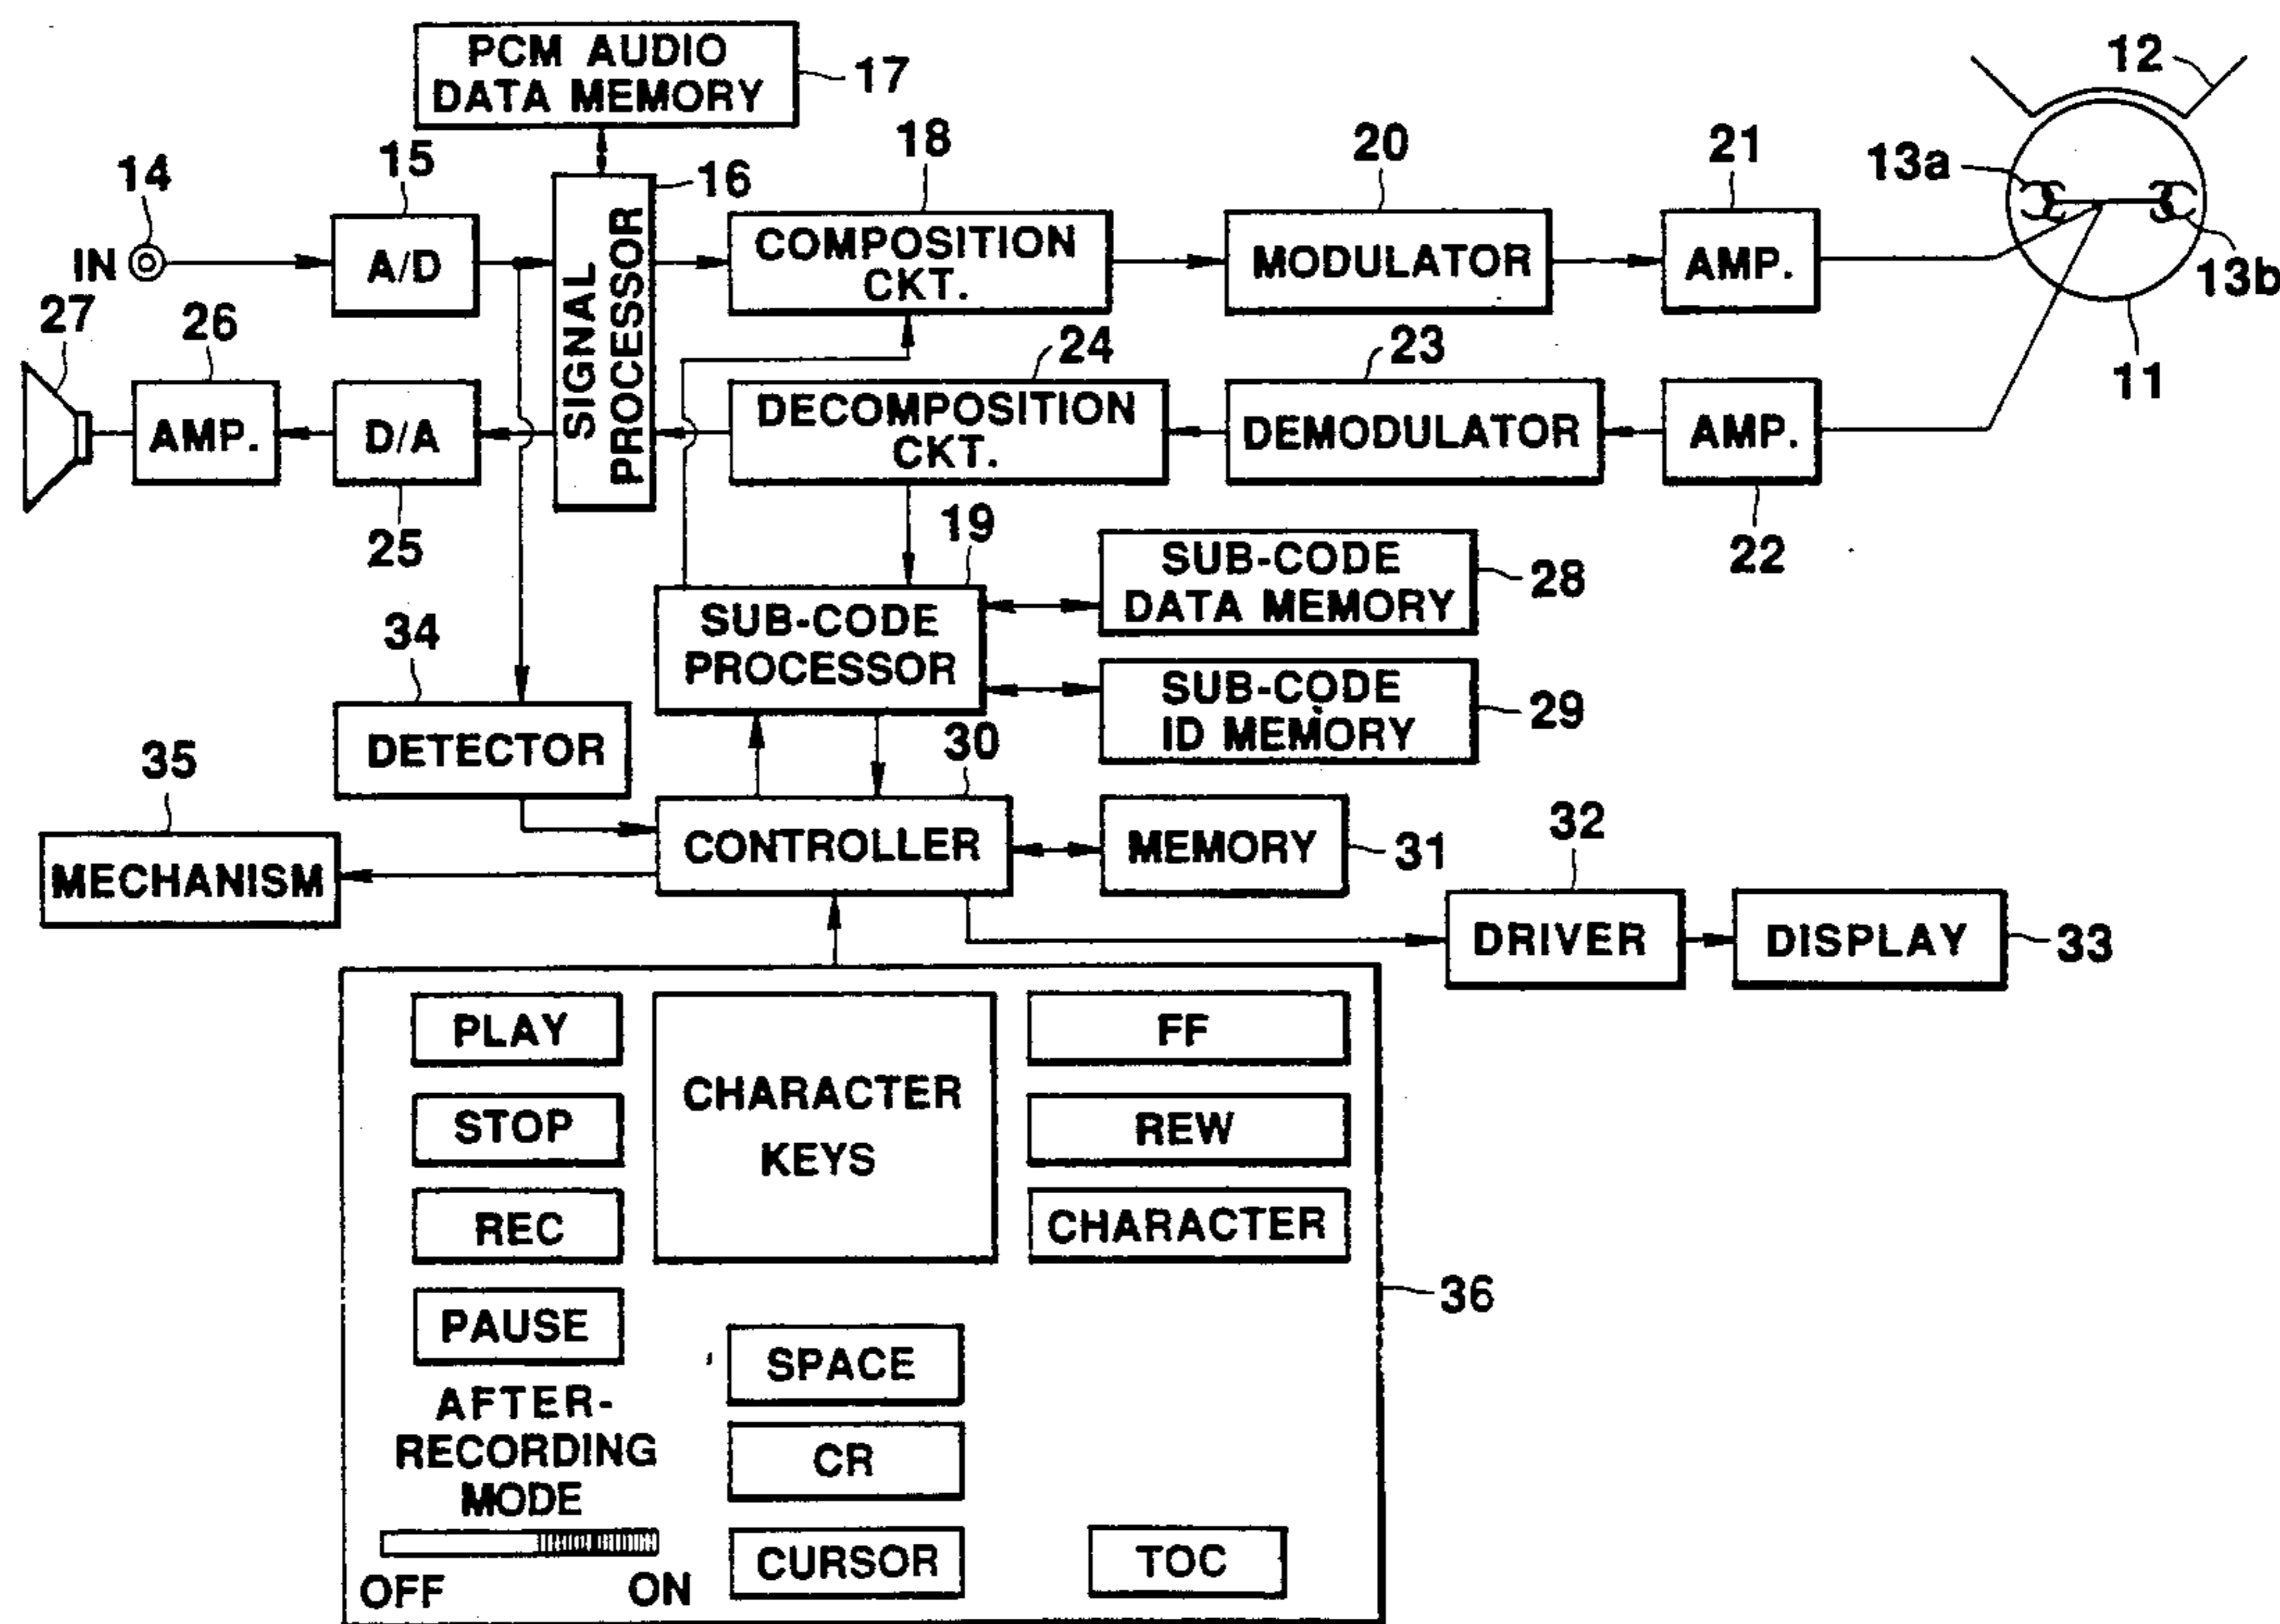 PCM AUDIO
DATA MEMORY
17
12
14
15
16
18
20
21
13a
IN
A/D
SIGNAL
PROCESSOR
COMPOSITION
CKT.
MODULATOR
AMP.
13b
27
26
24
23
11
AMP.
D/A
DECOMPOSITION
CKT.
DEMODULATOR
AMP.
25
19
22
SUB-CODE
DATA MEMORY
28
34
SUB-CODE
PROCESSOR
SUB-CODE
ID MEMORY
29
DETECTOR
30
35
CONTROLLER
MEMORY
31
32
MECHANISM
DRIVER
DISPLAY
33
PLAY
CHARACTER
KEYS
FF
STOP
REW
REC
CHARACTER
36
PAUSE
SPACE
AFTER-
RECORDING
MODE
CR
OFF
ON
CURSOR
TOC